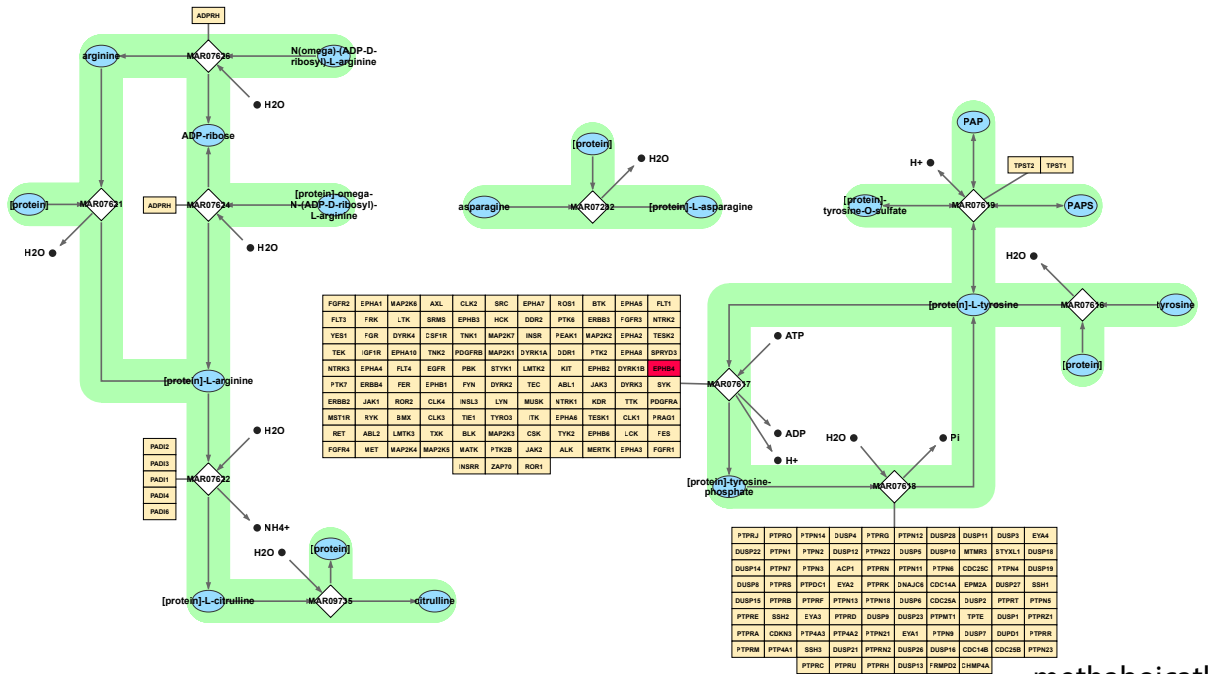 ADPRH
arginine
MAR07626
N(omega)-(ADP-D-
ribosyl)-L-arginine
H2O
ADP-ribose
[protein]
MAR07621
ADPRH
MAR07624
[protein]-omega-
N-(ADP-D-ribosyl)-
L-arginine
H2O
H2O
[protein]-L-arginine
H2O
PADI2
PADI3
PADI1
PADI4
PADI6
MAR07622
NH4+
H2O
[protein]
[protein]-L-citrulline
MAR09735
citrulline
[protein]
H2O
asparagine
MAR07232
[protein]-L-asparagine
PAP
H+
TPST2 TPST1
[protein]-
tyrosine-O-sulfate
MAR07619
PAPS
H2O
[protein]-L-tyrosine
MAR07616
tyrosine
[protein]
ATP
MAR07617
ADP
H+
H2O
Pi
[protein]-tyrosine-
phosphate
MAR07618
FGFR2 EPHA1 MAP2K6 AXL CLK2 SRC EPHA7 ROS1 BTK EPHA5 FLT1
FLT3 FRK LTK SRMS EPHB3 HCK DDR2 PTK6 ERBB3 FGFR3 NTRK2
YES1 FGR DYRK4 CSF1R TNK1 MAP2K7 INSR PEAK1 MAP2K2 EPHA2 TESK2
TEK IGF1R EPHA10 TNK2 PDGFRB MAP2K1 DYRK1A DDR1 PTK2 EPHA8 SPRYD3
NTRK3 EPHA4 FLT4 EGFR PBK STYK1 LMTK2 KIT EPHB2 DYRK1B EPHB4
PTK7 ERBB4 FER EPHB1 FYN DYRK2 TEC ABL1 JAK3 DYRK3 SYK
ERBB2 JAK1 ROR2 CLK4 INSL3 LYN MUSK NTRK1 KDR TTK PDGFRA
MST1R RYK BMX CLK3 TIE1 TYRO3 ITK EPHA6 TESK1 CLK1 PRAG1
RET ABL2 LMTK3 TXK BLK MAP2K3 CSK TYK2 EPHB6 LCK FES
FGFR4 MET MAP2K4 MAP2K5 MATK PTK2B JAK2 ALK MERTK EPHA3 FGFR1
INSRR ZAP70 ROR1
PTPRJ PTPRO PTPN14 DUSP4 PTPRG PTPN12 DUSP28 DUSP11 DUSP3 EYA4
DUSP22 PTPN1 PTPN2 DUSP12 PTPN22 DUSP5 DUSP10 MTMR3 STYXL1 DUSP18
DUSP14 PTPN7 PTPN3 ACP1 PTPRN PTPN11 PTPN6 CDC25C PTPN4 DUSP19
DUSP8 PTPRS PTPDC1 EYA2 PTPRK DNAJC6 CDC14A EPM2A DUSP27 SSH1
DUSP15 PTPRB PTPRF PTPN13 PTPN18 DUSP6 CDC25A DUSP2 PTPRT PTPN5
PTPRE SSH2 EYA3 PTPRD DUSP9 DUSP23 PTPMT1 TPTE DUSP1 PTPRZ1
PTPRA CDKN3 PTP4A3 PTP4A2 PTPN21 EYA1 PTPN9 DUSP7 DUPD1 PTPRR
PTPRM PTP4A1 SSH3 DUSP21 PTPRN2 DUSP26 DUSP16 CDC14B CDC25B PTPN23
PTPRC PTPRU PTPRH DUSP13 FRMPD2 CHMP4A